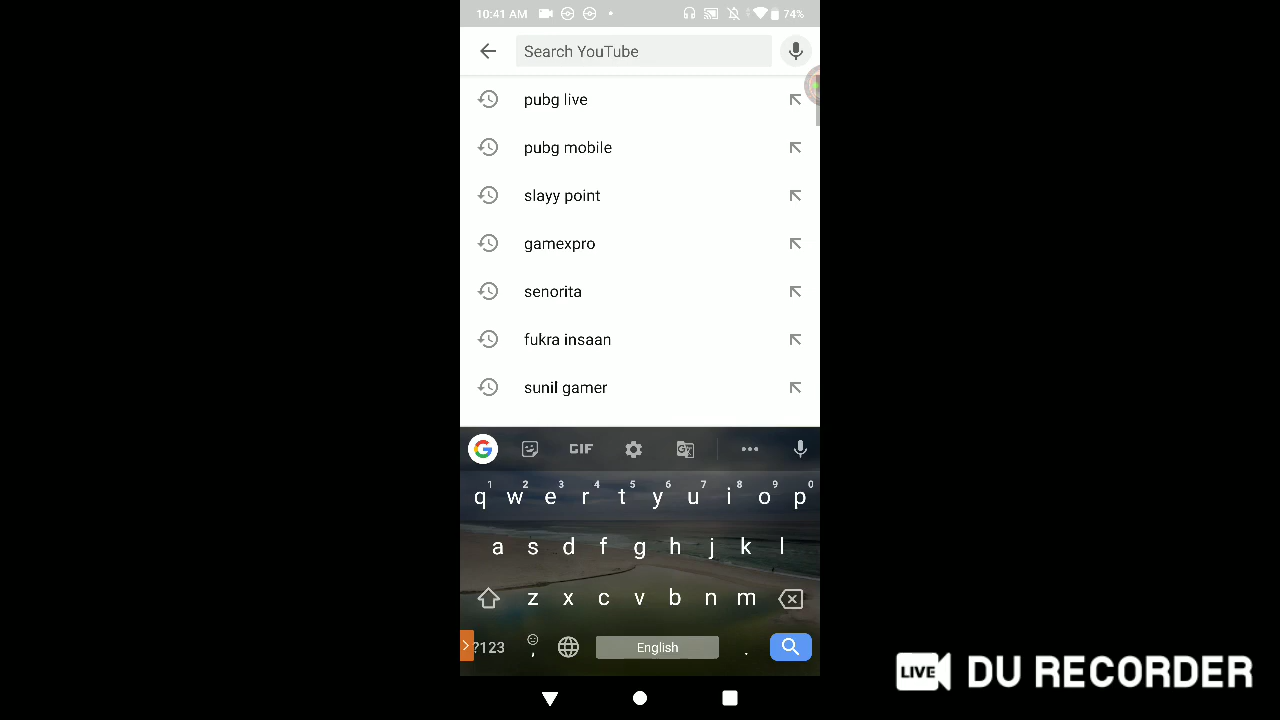 10:41 AM 74%
Search YouTube
pubg live
pubg mobile
slayy point
gamexpro
senorita
fukra insaan
sunil gamer
G GIF G
1 2 3 4 5 6 7 8 9 0
q w e r t y u i o p
a s d f g h j k l
z x c v b n m
?123 , English .
LIVE DU RECORDER